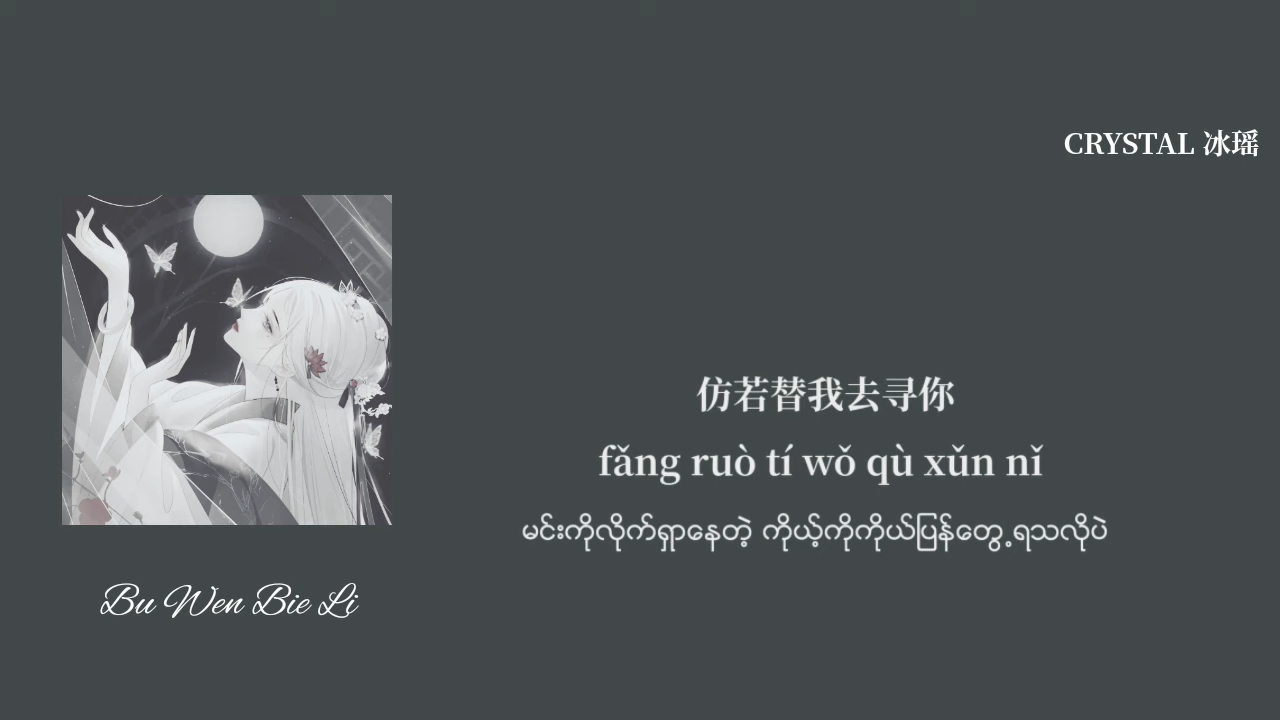 CRYSTAL 冰瑶
仿若替我去寻你
fǎng ruò tí wǒ qù xǔn nǐ
မင်းကိုလိုက်ရှာနေတဲ့ ကိုယ့်ကိုကိုယ်ပြန်တွေ့ရသလိုပဲ
Bu Wen Bie Li